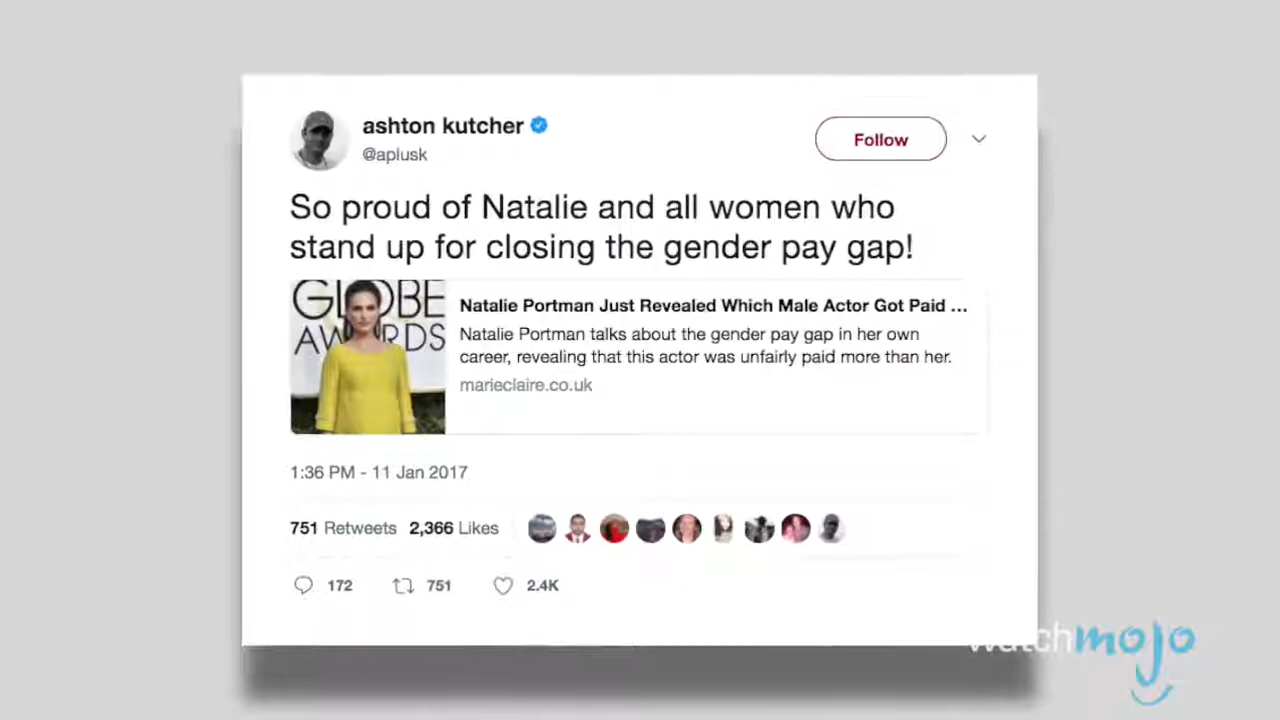 ashton kutcher
@aplusk
Follow
So proud of Natalie and all women who
stand up for closing the gender pay gap!
GLOBE
AWARDS
Natalie Portman Just Revealed Which Male Actor Got Paid ...
Natalie Portman talks about the gender pay gap in her own
career, revealing that this actor was unfairly paid more than her.
marieclaire.co.uk
1:36 PM - 11 Jan 2017
751 Retweets 2,366 Likes
172 751 2.4K
watchmojo